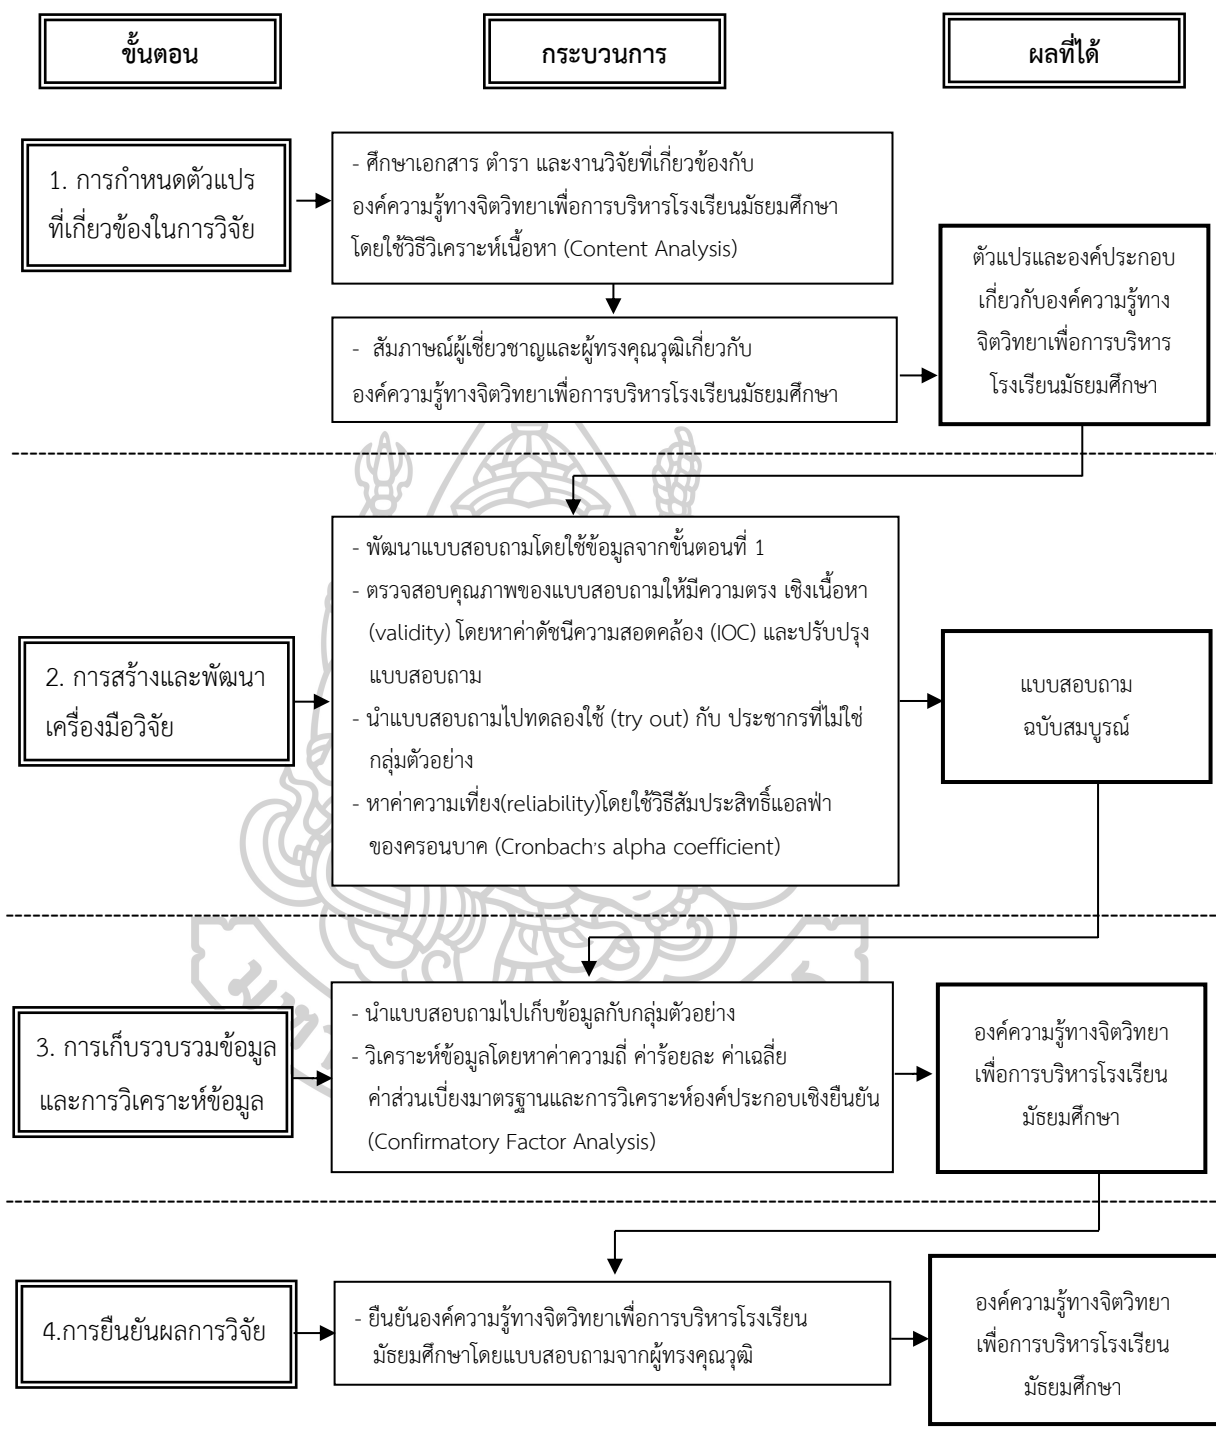 ขั้นตอน
กระบวนการ
ผลที่ได้
1. การกำหนดตัวแปร
ที่เกี่ยวข้องในการวิจัย
- ศึกษาเอกสาร ตำรา และงานวิจัยที่เกี่ยวข้องกับ
องค์ความรู้ทางจิตวิทยาเพื่อการบริหารโรงเรียนมัธยมศึกษา
โดยใช้วิธีวิเคราะห์เนื้อหา (Content Analysis)
- สัมภาษณ์ผู้เชี่ยวชาญและผู้ทรงคุณวุฒิเกี่ยวกับ
องค์ความรู้ทางจิตวิทยาเพื่อการบริหารโรงเรียนมัธยมศึกษา
ตัวแปรและองค์ประกอบ
เกี่ยวกับองค์ความรู้ทาง
จิตวิทยาเพื่อการบริหาร
โรงเรียนมัธยมศึกษา
2. การสร้างและพัฒนา
เครื่องมือวิจัย
- พัฒนาแบบสอบถามโดยใช้ข้อมูลจากขั้นตอนที่ 1
- ตรวจสอบคุณภาพของแบบสอบถามให้มีความตรง เชิงเนื้อหา
(validity) โดยหาค่าดัชนีความสอดคล้อง (IOC) และปรับปรุง
แบบสอบถาม
- นำแบบสอบถามไปทดลองใช้ (try out) กับ ประชากรที่ไม่ใช่
กลุ่มตัวอย่าง
- หาค่าความเที่ยง(reliability)โดยใช้วิธีสัมประสิทธิ์แอลฟา
ของครอนบาค (Cronbach's alpha coefficient)
แบบสอบถาม
ฉบับสมบูรณ์
3. การเก็บรวบรวมข้อมูล
และการวิเคราะห์ข้อมูล
- นำแบบสอบถามไปเก็บข้อมูลกับกลุ่มตัวอย่าง
- วิเคราะห์ข้อมูลโดยหาค่าความถี่ ค่าร้อยละ ค่าเฉลี่ย
ค่าส่วนเบี่ยงมาตรฐานและการวิเคราะห์องค์ประกอบเชิงยืนยัน
(Confirmatory Factor Analysis)
องค์ความรู้ทางจิตวิทยา
เพื่อการบริหารโรงเรียน
มัธยมศึกษา
4.การยืนยันผลการวิจัย
- ยืนยันองค์ความรู้ทางจิตวิทยาเพื่อการบริหารโรงเรียน
มัธยมศึกษาโดยแบบสอบถามจากผู้ทรงคุณวุฒิ
องค์ความรู้ทางจิตวิทยา
เพื่อการบริหารโรงเรียน
มัธยมศึกษา